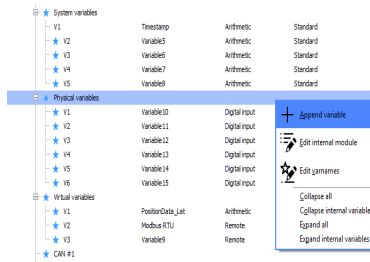 System variables
V1 Timestamp Arithmetic Standard
V2 Variable5 Arithmetic Standard
V3 Variable6 Arithmetic Standard
V4 Variable7 Arithmetic Standard
V5 Variable8 Arithmetic Standard
Physical variables
V1 Variable10 Digital input
V2 Variable11 Digital input
V3 Variable12 Digital input
V4 Variable13 Digital input
V5 Variable14 Digital input
V6 Variable15 Digital input
Virtual variables
V1 PositionData_Lat Arithmetic
V2 Modbus RTU Remote
V3 Variable9 Remote
CAN #1
Append variable
Edit internal module
Edit varnames
Collapse all
Collapse internal variable
Expand all
Expand internal variables